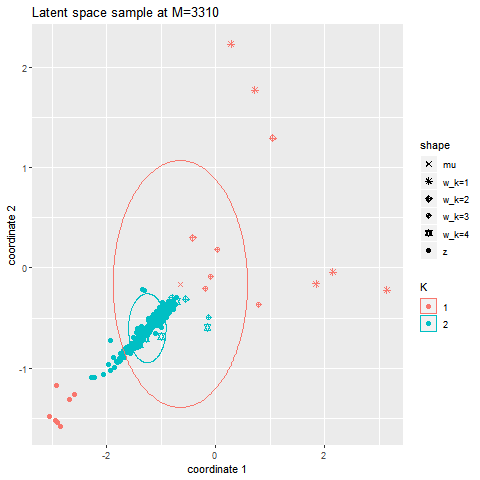 Latent space sample at M=3310
coordinate 2
2
1
0
-1
-2
0
2
coordinate 1
shape
mu
w_k=1
w_k=2
w_k=3
w_k=4
z
K
1
2